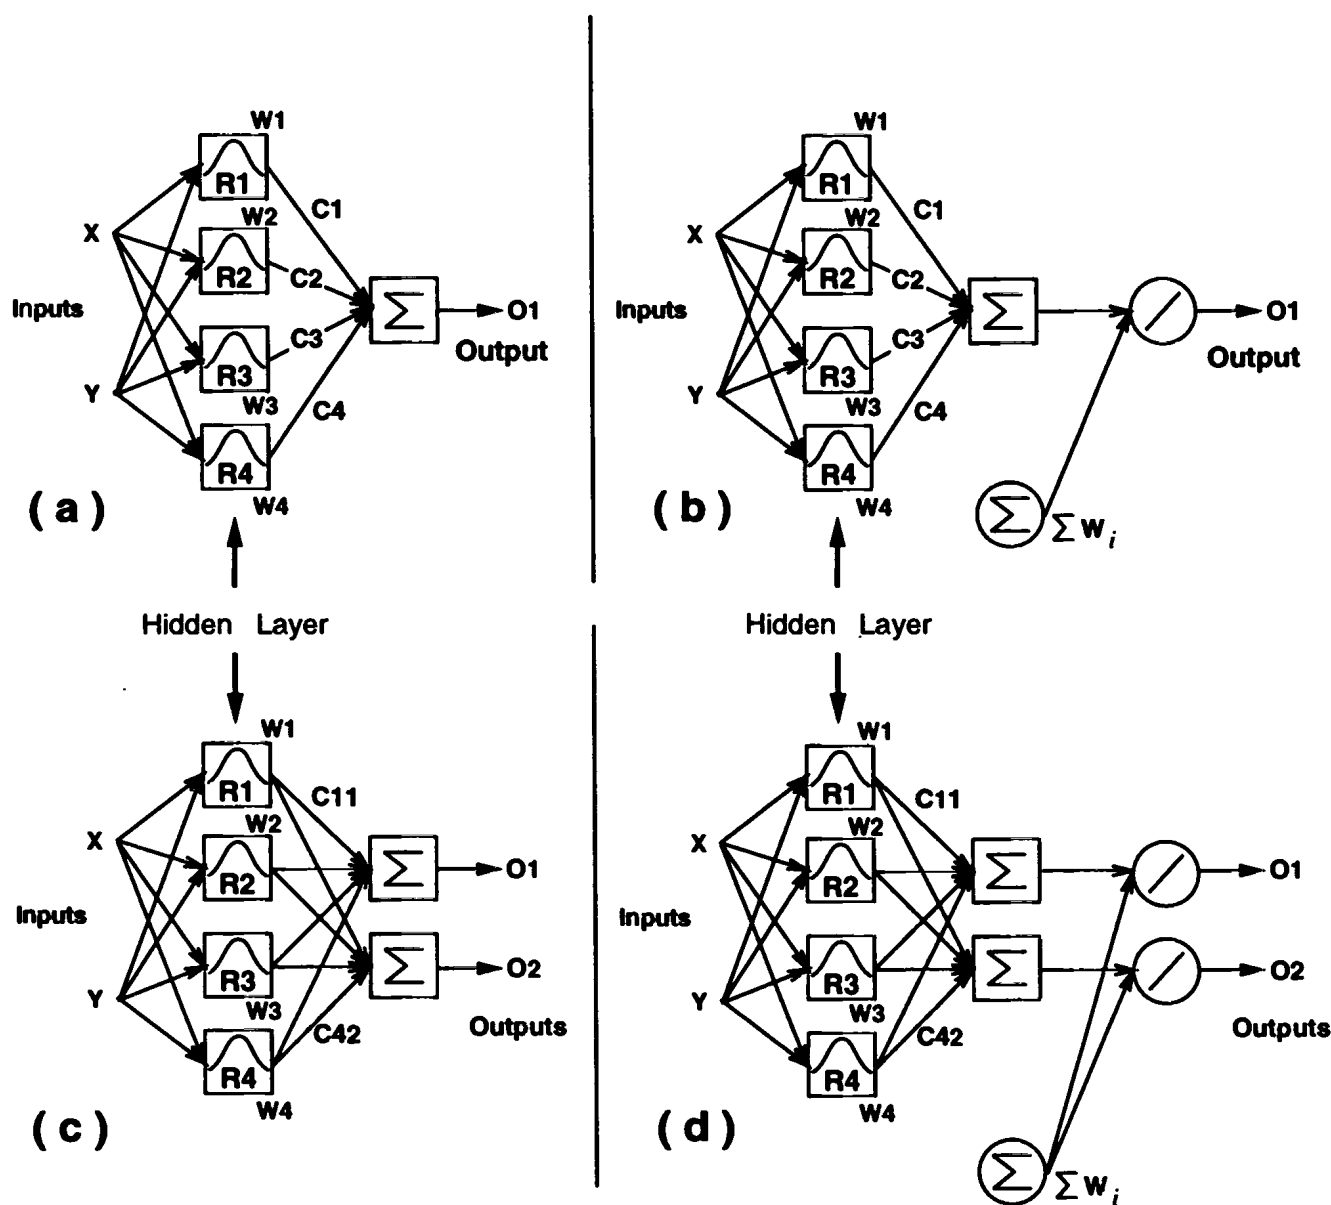 W1
R1
C1
W2
X
R2
C2
Σ
O1
Inputs
Output
R3
C3
Y
W3
C4
R4
W4
( a )
W1
R1
C1
W2
X
R2
C2
Σ
/
O1
Inputs
Output
R3
C3
Y
W3
C4
R4
W4
( b )
Σ
Σ W i
Hidden Layer
Hidden Layer
W1
R1
C11
W2
X
R2
Σ
O1
Inputs
R3
Σ
O2
Y
W3
Outputs
C42
R4
W4
( c )
W1
R1
C11
W2
X
R2
Σ
/
O1
Inputs
R3
Σ
/
O2
Y
W3
Outputs
C42
R4
W4
( d )
Σ
Σ W i